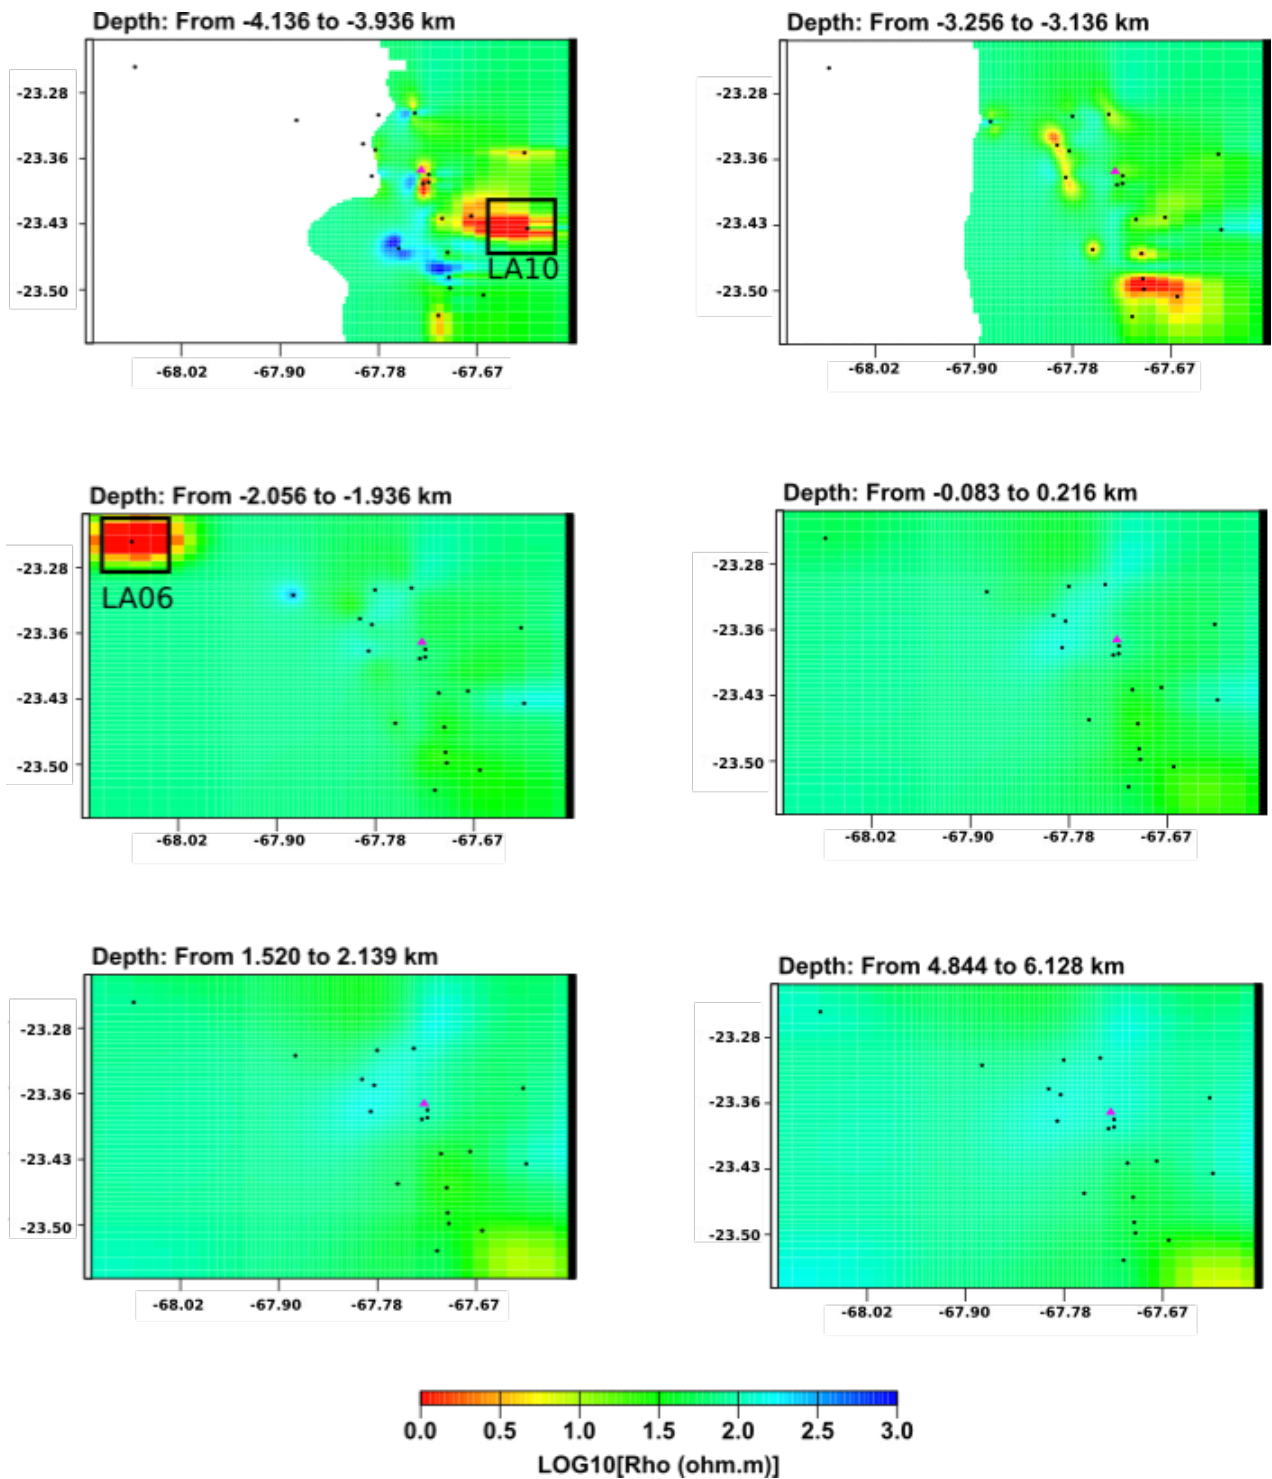 Depth: From -4.136 to -3.936 km
-23.28
-23.36
-23.43
-23.50
LA10
-68.02 -67.90 -67.78 -67.67
Depth: From -3.256 to -3.136 km
-23.28
-23.36
-23.43
-23.50
-68.02 -67.90 -67.78 -67.67
Depth: From -2.056 to -1.936 km
-23.28
LA06
-23.36
-23.43
-23.50
-68.02 -67.90 -67.78 -67.67
Depth: From -0.083 to 0.216 km
-23.28
-23.36
-23.43
-23.50
-68.02 -67.90 -67.78 -67.67
Depth: From 1.520 to 2.139 km
-23.28
-23.36
-23.43
-23.50
-68.02 -67.90 -67.78 -67.67
Depth: From 4.844 to 6.128 km
-23.28
-23.36
-23.43
-23.50
-68.02 -67.90 -67.78 -67.67
0.0 0.5 1.0 1.5 2.0 2.5 3.0
LOG10[Rho (ohm.m)]